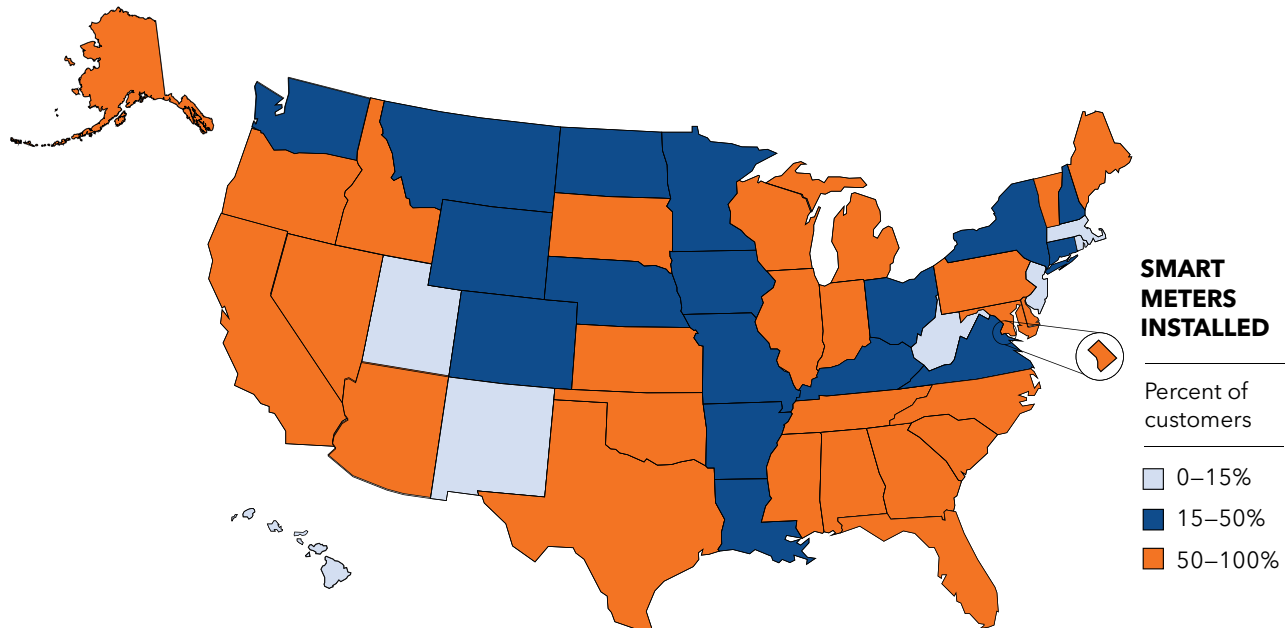 SMART
METERS
INSTALLED
Percent of
customers
0–15%
15–50%
50–100%